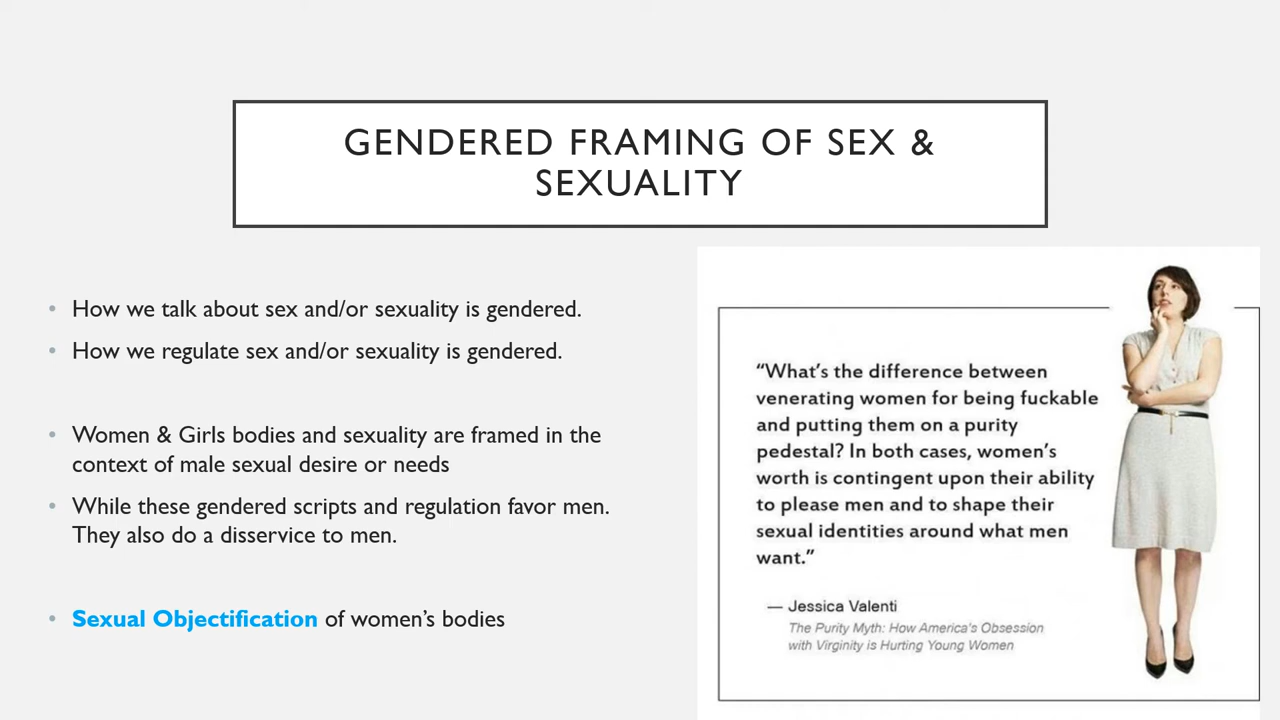 GENDERED FRAMING OF SEX &
SEXUALITY
• How we talk about sex and/or sexuality is gendered.
• How we regulate sex and/or sexuality is gendered.
• Women & Girls bodies and sexuality are framed in the
context of male sexual desire or needs
• While these gendered scripts and regulation favor men.
They also do a disservice to men.
• Sexual Objectification of women’s bodies
“What’s the difference between
venerating women for being fuckable
and putting them on a purity
pedestal? In both cases, women’s
worth is contingent upon their ability
to please men and to shape their
sexual identities around what men
want.”
— Jessica Valenti
The Purity Myth: How America's Obsession
with Virginity is Hurting Young Women